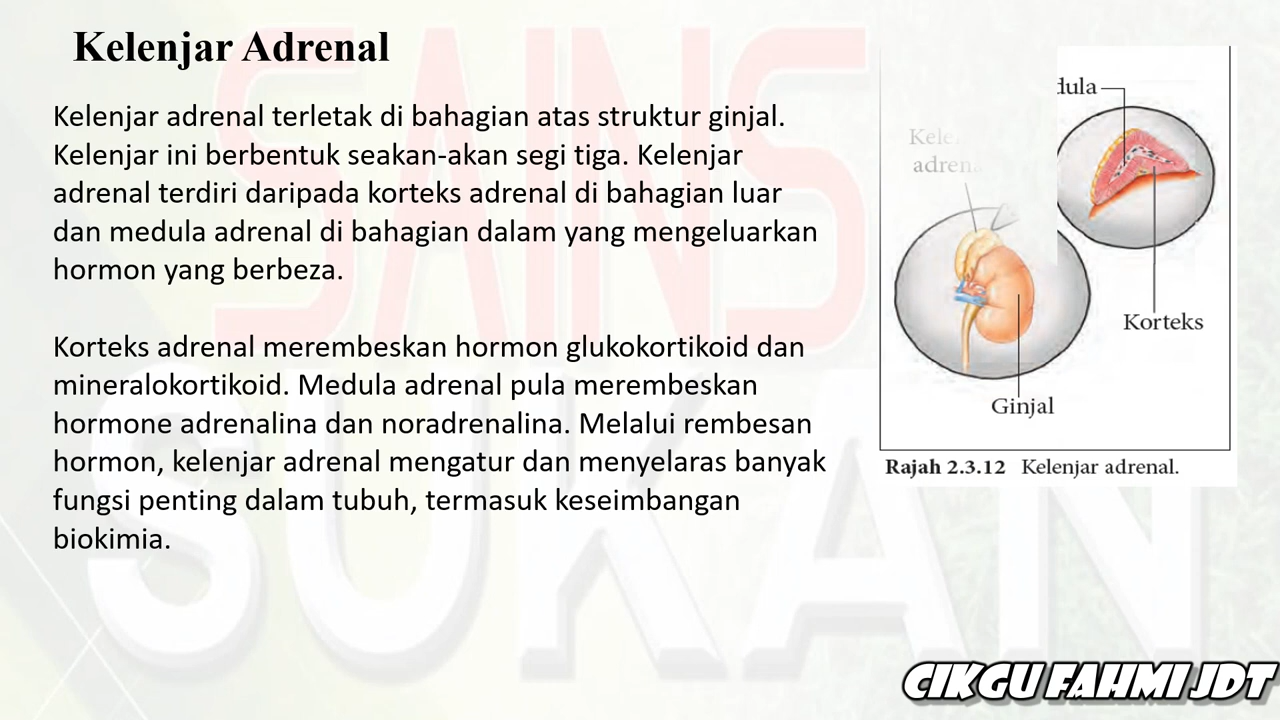 Kelenjar Adrenal
Kelenjar adrenal terletak di bahagian atas struktur ginjal.
Kelenjar ini berbentuk seakan-akan segi tiga. Kelenjar
adrenal terdiri daripada korteks adrenal di bahagian luar
dan medula adrenal di bahagian dalam yang mengeluarkan
hormon yang berbeza.
Korteks adrenal merembeskan hormon glukokortikoid dan
mineralokortikoid. Medula adrenal pula merembeskan
hormone adrenalina dan noradrenalina. Melalui rembesan
hormon, kelenjar adrenal mengatur dan menyelaras banyak
fungsi penting dalam tubuh, termasuk keseimbangan
biokimia.
dula
Korteks
Ginjal
Rajah 2.3.12 Kelenjar adrenal.
SAINS
SUKAN
CIKGU FAHMI JDT